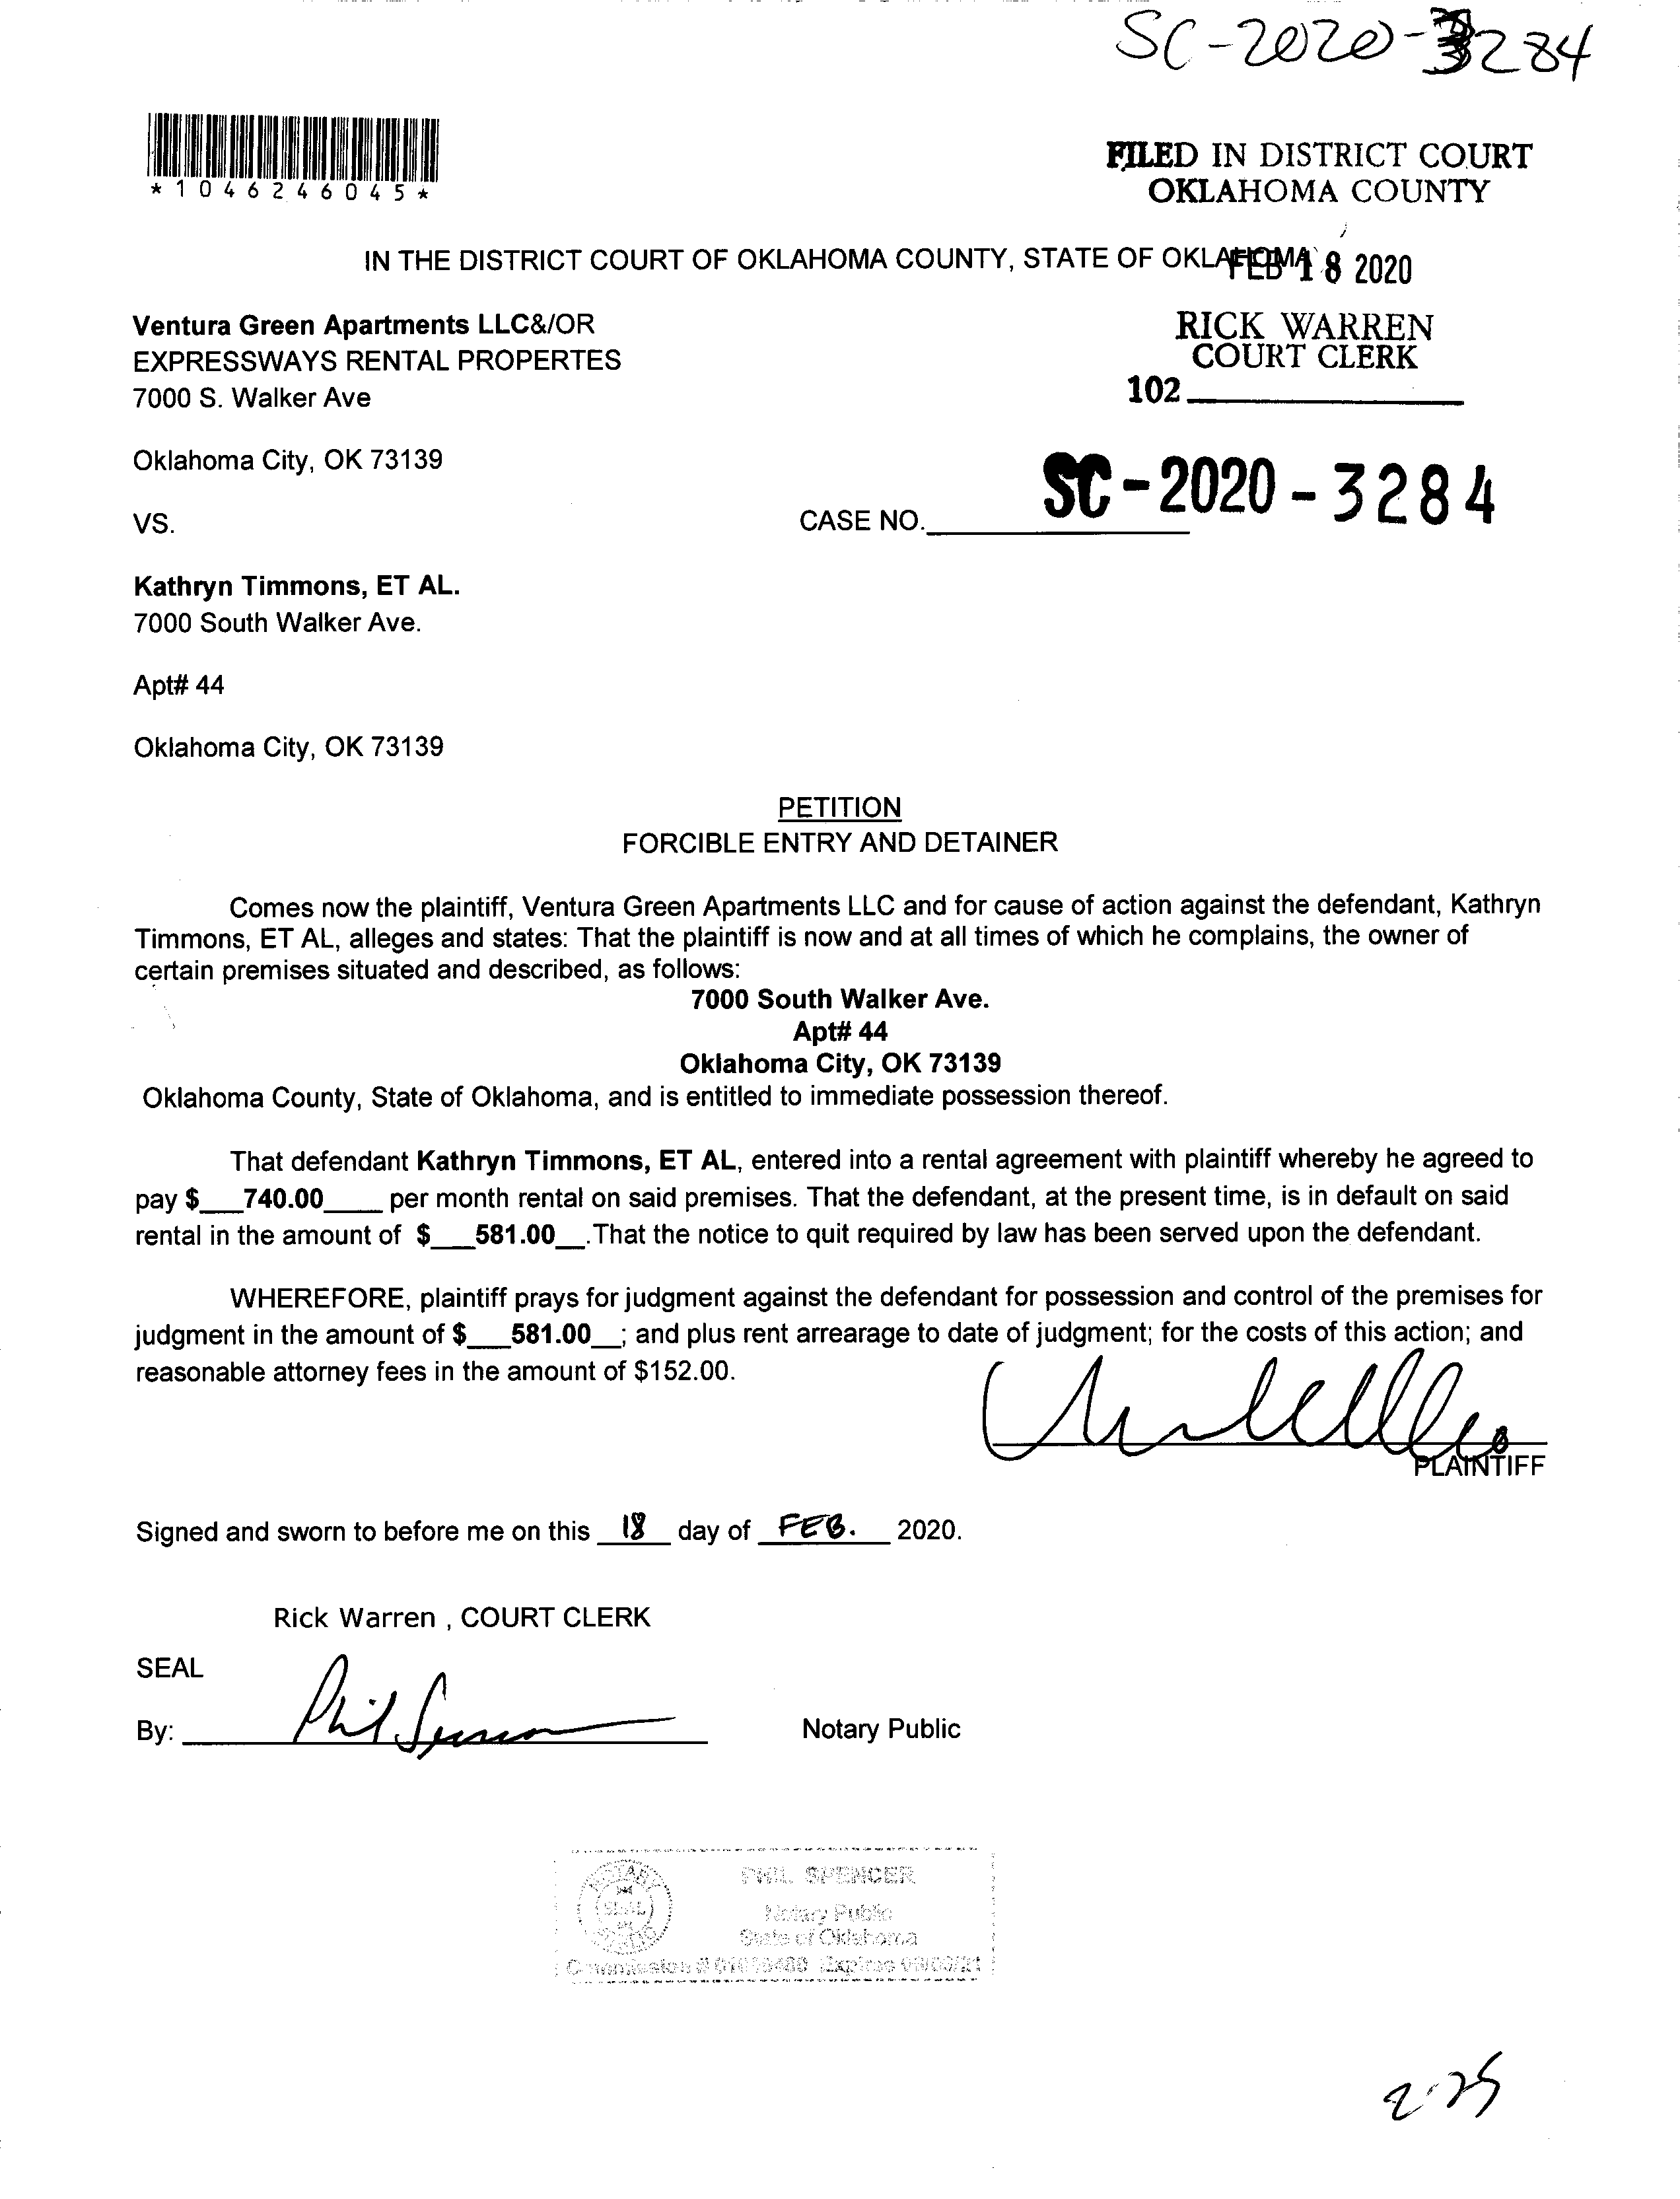 SC-2020-3284
*1046246045*
FILED IN DISTRICT COURT
OKLAHOMA COUNTY
IN THE DISTRICT COURT OF OKLAHOMA COUNTY, STATE OF OKLAHOMA
FEB 18 2020
Ventura Green Apartments LLC&/OR
EXPRESSWAYS RENTAL PROPERTES
7000 S. Walker Ave
RICK WARREN
COURT CLERK
102
Oklahoma City, OK 73139
VS.
CASE NO. SC-2020-3284
Kathryn Timmons, ET AL.
7000 South Walker Ave.
Apt# 44
Oklahoma City, OK 73139
PETITION
FORCIBLE ENTRY AND DETAINER
Comes now the plaintiff, Ventura Green Apartments LLC and for cause of action against the defendant, Kathryn
Timmons, ET AL, alleges and states: That the plaintiff is now and at all times of which he complains, the owner of
certain premises situated and described, as follows:
7000 South Walker Ave.
Apt# 44
Oklahoma City, OK 73139
Oklahoma County, State of Oklahoma, and is entitled to immediate possession thereof.
That defendant Kathryn Timmons, ET AL, entered into a rental agreement with plaintiff whereby he agreed to
pay $___740.00____ per month rental on said premises. That the defendant, at the present time, is in default on said
rental in the amount of $___581.00__.That the notice to quit required by law has been served upon the defendant.
WHEREFORE, plaintiff prays for judgment against the defendant for possession and control of the premises for
judgment in the amount of $___581.00__; and plus rent arrearage to date of judgment; for the costs of this action; and
reasonable attorney fees in the amount of $152.00.
PLAINTIFF
Signed and sworn to before me on this 18 day of FEB. 2020.
Rick Warren , COURT CLERK
SEAL
By: Phil Spencer Notary Public
NOTARY
SEAL
PHIL SPENCER
Notary Public
State of Oklahoma
Commission # Expires
2-25